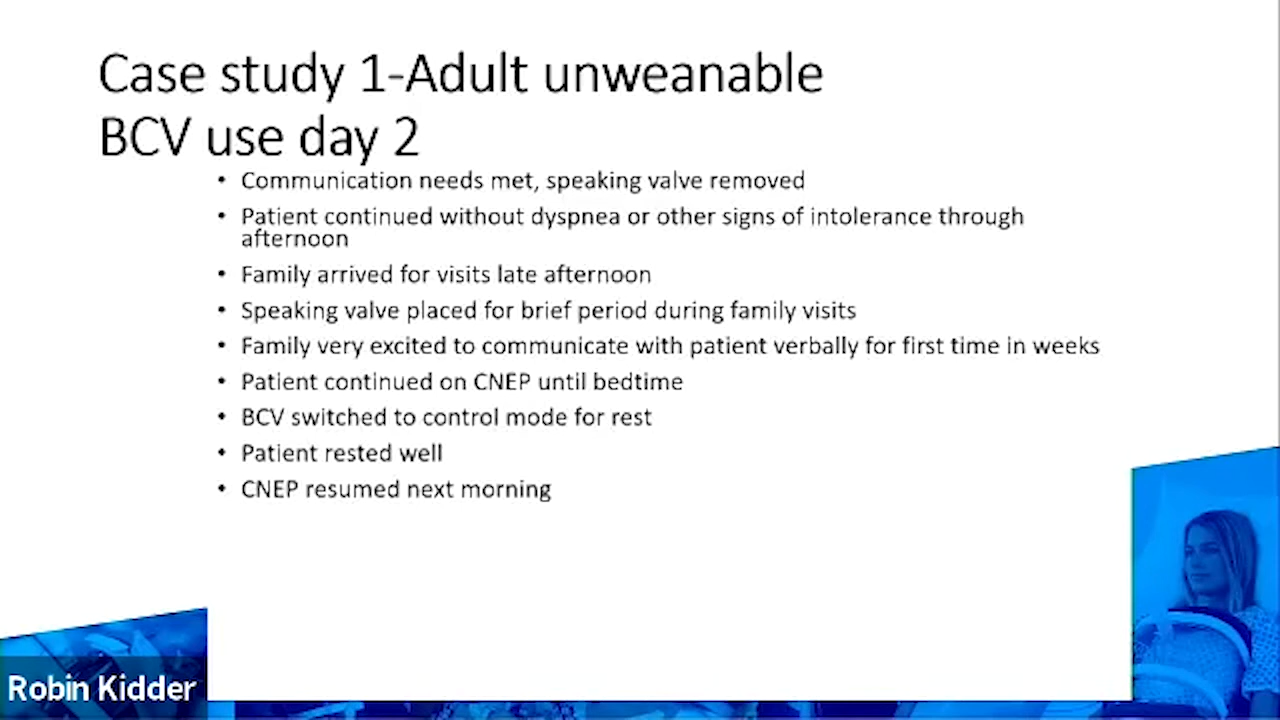 Case study 1-Adult unweanable
BCV use day 2
• Communication needs met, speaking valve removed
• Patient continued without dyspnea or other signs of intolerance through
afternoon
• Family arrived for visits late afternoon
• Speaking valve placed for brief period during family visits
• Family very excited to communicate with patient verbally for first time in weeks
• Patient continued on CNEP until bedtime
• BCV switched to control mode for rest
• Patient rested well
• CNEP resumed next morning
Robin Kidder